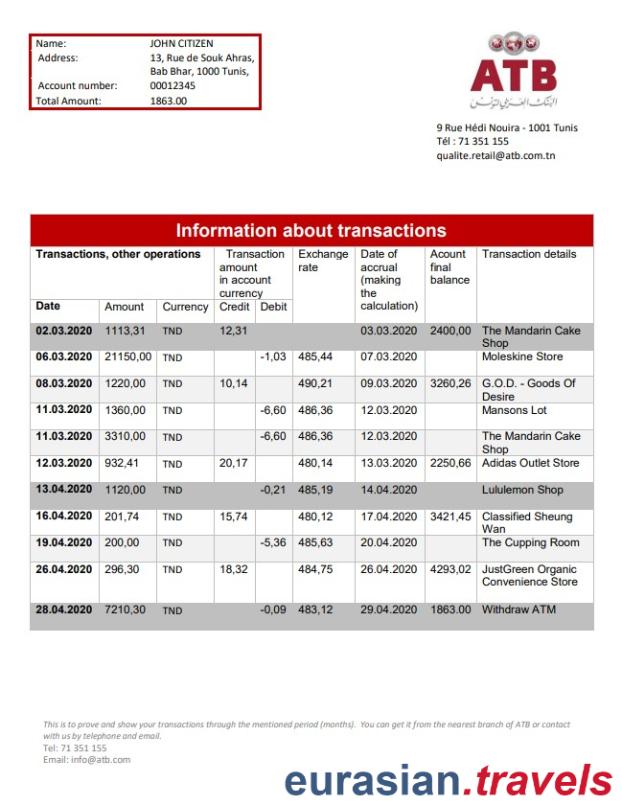 Name: JOHN CITIZEN
Address: 13, Rue de Souk Ahras,
Bab Bhar, 1000 Tunis,
Account number: 00012345
Total Amount: 1863.00
ATB
البنك العربي لتونس
9 Rue Hédi Nouira - 1001 Tunis
Tél : 71 351 155
qualite.retail@atb.com.tn
Information about transactions
Transactions, other operations Transaction amount in account currency Exchange rate Date of accrual (making the calculation) Acount final balance Transaction details
Date Amount Currency Credit Debit
02.03.2020 1113,31 TND 12,31 03.03.2020 2400,00 The Mandarin Cake
Shop
06.03.2020 21150,00 TND -1,03 485,44 07.03.2020 Moleskine Store
08.03.2020 1220,00 TND 10,14 490,21 09.03.2020 3260,26 G.O.D. - Goods Of
Desire
11.03.2020 1360,00 TND -6,60 486,36 12.03.2020 Mansons Lot
11.03.2020 3310,00 TND -6,60 486,36 12.03.2020 The Mandarin Cake
Shop
12.03.2020 932,41 TND 20,17 480,14 13.03.2020 2250,66 Adidas Outlet Store
13.04.2020 1120,00 TND -0,21 485,19 14.04.2020 Lululemon Shop
16.04.2020 201,74 TND 15,74 480,12 17.04.2020 3421,45 Classified Sheung
Wan
19.04.2020 200,00 TND -5,36 485,63 20.04.2020 The Cupping Room
26.04.2020 296,30 TND 18,32 484,75 26.04.2020 4293,02 JustGreen Organic
Convenience Store
28.04.2020 7210,30 TND -0,09 483,12 29.04.2020 1863.00 Withdraw ATM
This is to prove and show your transactions through the mentioned period (months). You can get it from the nearest branch of ATB or contact
with us by telephone and email.
Tel: 71 351 155
Email: info@atb.com
eurasian.travels